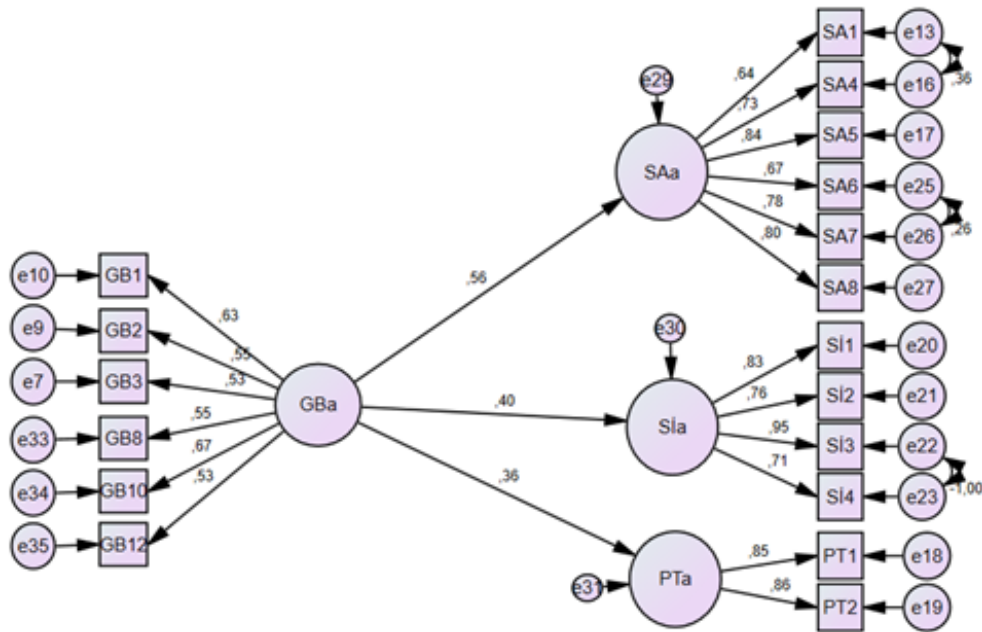 SA1
e13
,64
,36
SA4
e16
,73
e29
SA5
e17
,84
SAa
SA6
e25
,67
,78
SA7
e26
,26
,80
SA8
e27
e10
GB1
,56
,63
e9
GB2
e30
Sİ1
e20
,55
,83
e7
GB3
,53
Sİ2
e21
,76
GBa
,40
Sİa
,95
Sİ3
e22
e33
GB8
,55
,71
,67
-1,00
e34
GB10
,53
Sİ4
e23
,36
e35
GB12
,85
PT1
e18
e31
PTa
,86
PT2
e19